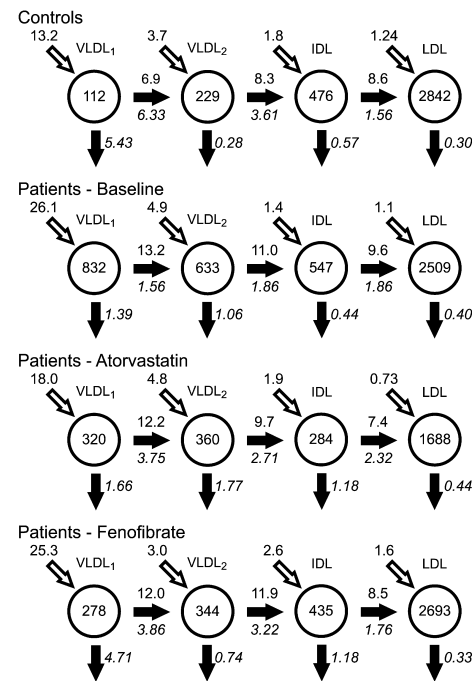 Controls
13.2 VLDL1 3.7 VLDL2 1.8 IDL 1.24 LDL
6.9 8.3 8.6
112 229 476 2842
6.33 3.61 1.56
5.43 0.28 0.57 0.30
Patients - Baseline
26.1 VLDL1 4.9 VLDL2 1.4 IDL 1.1 LDL
13.2 11.0 9.6
832 633 547 2509
1.56 1.86 1.86
1.39 1.06 0.44 0.40
Patients - Atorvastatin
18.0 VLDL1 4.8 VLDL2 1.9 IDL 0.73 LDL
12.2 9.7 7.4
320 360 284 1688
3.75 2.71 2.32
1.66 1.77 1.18 0.44
Patients - Fenofibrate
25.3 VLDL1 3.0 VLDL2 2.6 IDL 1.6 LDL
12.0 11.9 8.5
278 344 435 2693
3.86 3.22 1.76
4.71 0.74 1.18 0.33